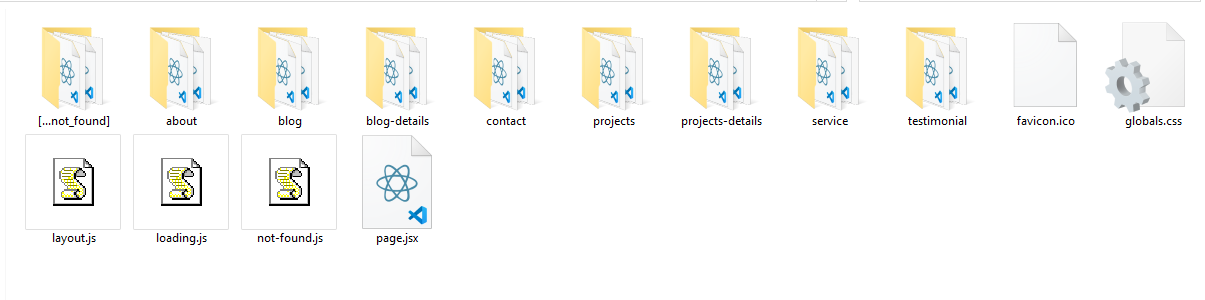 [...not_found] about blog blog-details contact projects projects-details service testimonial favicon.ico globals.css
layout.js loading.js not-found.js page.jsx